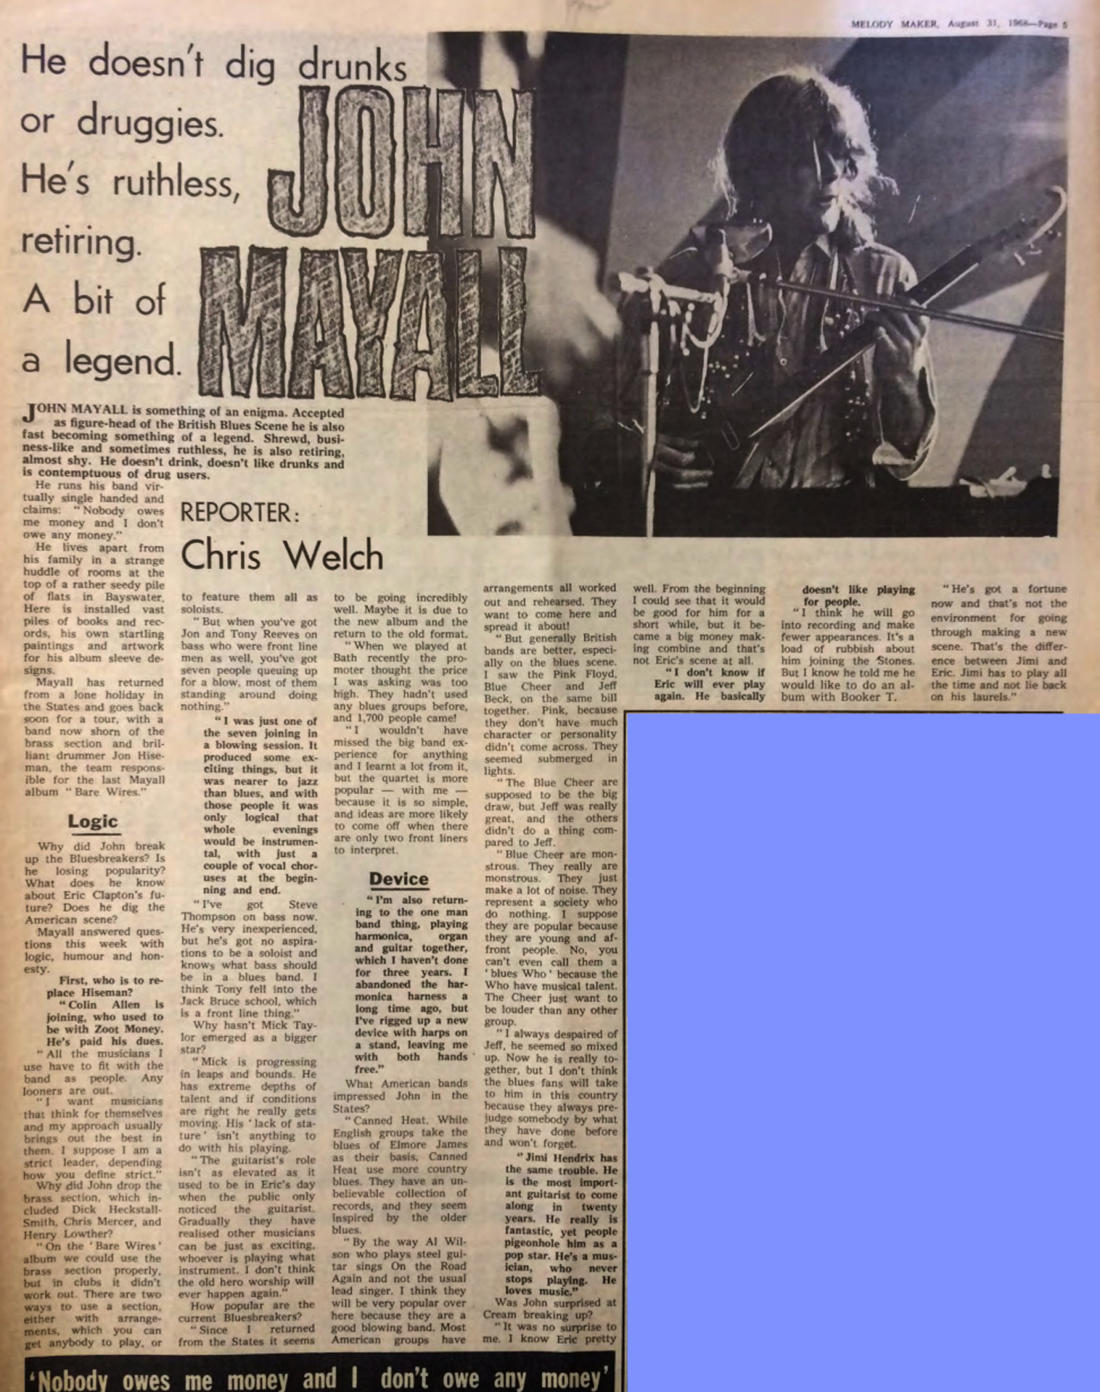 MELODY MAKER, August 31, 1968—Page 5
He doesn't dig drunks
or druggies.
He's ruthless,
retiring.
A bit of
a legend.
JOHN
MAYALL
JOHN MAYALL is something of an enigma. Accepted
as figure-head of the British Blues Scene he is also
fast becoming something of a legend. Shrewd, busi-
ness-like and sometimes ruthless, he is also retiring,
almost shy. He doesn't drink, doesn't like drunks and
is contemptuous of drug users.
REPORTER:
Chris Welch
He runs his band vir-
tually single handed and
claims: "Nobody owes
me money and I don't
owe any money."
He lives apart from
his family in a strange
huddle of rooms at the
top of a rather seedy pile
of flats in Bayswater.
Here is installed vast
piles of books and rec-
ords, his own startling
paintings and artwork
for his album sleeve de-
signs.
Mayall has returned
from a lone holiday in
the States and goes back
soon for a tour, with a
band now shorn of the
brass section and bril-
liant drummer Jon Hise-
man, the team respons-
ible for the last Mayall
album "Bare Wires."
Logic
Why did John break
up the Bluesbreakers? Is
he losing popularity?
What does he know
about Eric Clapton's fu-
ture? Does he dig the
American scene?
Mayall answered ques-
tions this week with
logic, humour and hon-
esty.
First, who is to re-
place Hiseman?
"Colin Allen is
joining, who used to
be with Zoot Money.
He's paid his dues.
"All the musicians I
use have to fit with the
band as people. Any
looners are out.
"I want musicians
that think for themselves
and my approach usually
brings out the best in
them. I suppose I am a
strict leader, depending
how you define strict."
Why did John drop the
brass section, which in-
cluded Dick Heckstall-
Smith, Chris Mercer, and
Henry Lowther?
"On the 'Bare Wires'
album we could use the
brass section properly,
but in clubs it didn't
work out. There are two
ways to use a section,
either with arrange-
ments, which you can
get anybody to play, or
to feature them all as
soloists.
"But when you've got
Jon and Tony Reeves on
bass who were front line
men as well, you've got
seven people queuing up
for a blow, most of them
standing around doing
nothing."
"I was just one of
the seven joining in
a blowing session. It
produced some ex-
citing things, but it
was nearer to jazz
than blues, and with
those people it was
only logical that
whole evenings
would be instrumen-
tal, with just a
couple of vocal chor-
uses at the begin-
ning and end.
"I've got Steve
Thompson on bass now.
He's very inexperienced,
but he's got no aspira-
tions to be a soloist and
knows what bass should
be in a blues band. I
think Tony fell into the
Jack Bruce school, which
is a front line thing."
Why hasn't Mick Tay-
lor emerged as a bigger
star?
"Mick is progressing
in leaps and bounds. He
has extreme depths of
talent and if conditions
are right he really gets
moving. His 'lack of sta-
ture' isn't anything to
do with his playing.
"The guitarist's role
isn't as elevated as it
used to be in Eric's day
when the public only
noticed the guitarist.
Gradually they have
realised other musicians
can be just as exciting,
whoever is playing what
instrument. I don't think
the old hero worship will
ever happen again."
How popular are the
current Bluesbreakers?
"Since I returned
from the States it seems
to be going incredibly
well. Maybe it is due to
the new album and the
return to the old format.
"When we played at
Bath recently the pro-
moter thought the price
I was asking was too
high. They hadn't used
any blues groups before,
and 1,700 people came!
"I wouldn't have
missed the big band ex-
perience for anything
and I learnt a lot from it,
but the quartet is more
popular — with me —
because it is so simple,
and ideas are more likely
to come off when there
are only two front liners
to interpret.
Device
"I'm also return-
ing to the one man
band thing, playing
harmonica, organ
and guitar together,
which I haven't done
for three years. I
abandoned the har-
monica harness a
long time ago, but
I've rigged up a new
device with harps on
a stand, leaving me
with both hands
free."
What American bands
impressed John in the
States?
"Canned Heat. While
English groups take the
blues of Elmore James
as their basis, Canned
Heat use more country
blues. They have an un-
believable collection of
records, and they seem
inspired by the older
blues.
"By the way Al Wil-
son who plays steel gui-
tar sings On the Road
Again and not the usual
lead singer. I think they
will be very popular over
here because they are a
good blowing band. Most
American groups have
arrangements all worked
out and rehearsed. They
want to come here and
spread it about!
"But generally British
bands are better, especi-
ally on the blues scene.
I saw the Pink Floyd,
Blue Cheer and Jeff
Beck, on the same bill
together. Pink, because
they don't have much
character or personality
didn't come across. They
seemed submerged in
lights.
"The Blue Cheer are
supposed to be the big
draw, but Jeff was really
great, and the others
didn't do a thing com-
pared to Jeff.
"Blue Cheer are mon-
strous. They really are
monstrous. They just
make a lot of noise. They
represent a society who
do nothing. I suppose
they are popular because
they are young and af-
front people. No, you
can't even call them a
'blues Who' because the
Who have musical talent.
The Cheer just want to
be louder than any other
group.
"I always despaired of
Jeff, he seemed so mixed
up. Now he is really to-
gether, but I don't think
the blues fans will take
to him in this country
because they always pre-
judge somebody by what
they have done before
and won't forget.
"Jimi Hendrix has
the same trouble. He
is the most import-
ant guitarist to come
along in twenty
years. He really is
fantastic, yet people
pigeonhole him as a
pop star. He's a mus-
ician, who never
stops playing. He
loves music."
Was John surprised at
Cream breaking up?
"It was no surprise to
me. I know Eric pretty
well. From the beginning
I could see that it would
be good for him for a
short while, but it be-
came a big money mak-
ing combine and that's
not Eric's scene at all.
"I don't know if
Eric will ever play
again. He basically
doesn't like playing
for people.
"I think he will go
into recording and make
fewer appearances. It's a
load of rubbish about
him joining the Stones.
But I know he told me he
would like to do an al-
bum with Booker T.
"He's got a fortune
now and that's not the
environment for going
through making a new
scene. That's the differ-
ence between Jimi and
Eric. Jimi has to play all
the time and not lie back
on his laurels."
'Nobody owes me money and I don't owe any money'